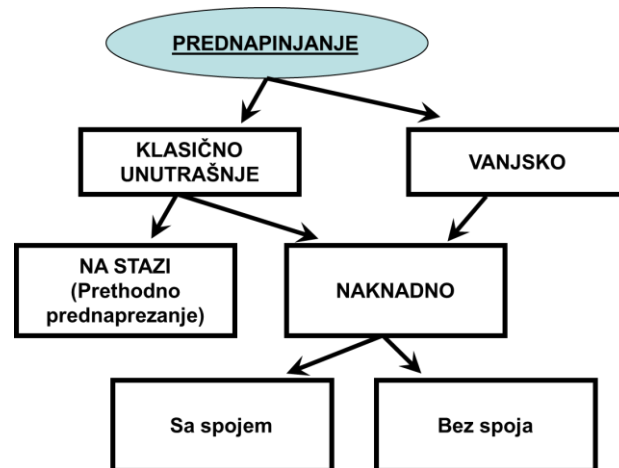 PREDNAPINJANJE
KLASIČNO
UNUTRAŠNJE
VANJSKO
NA STAZI
(Prethodno
prednaprezanje)
NAKNADNO
Sa spojem
Bez spoja